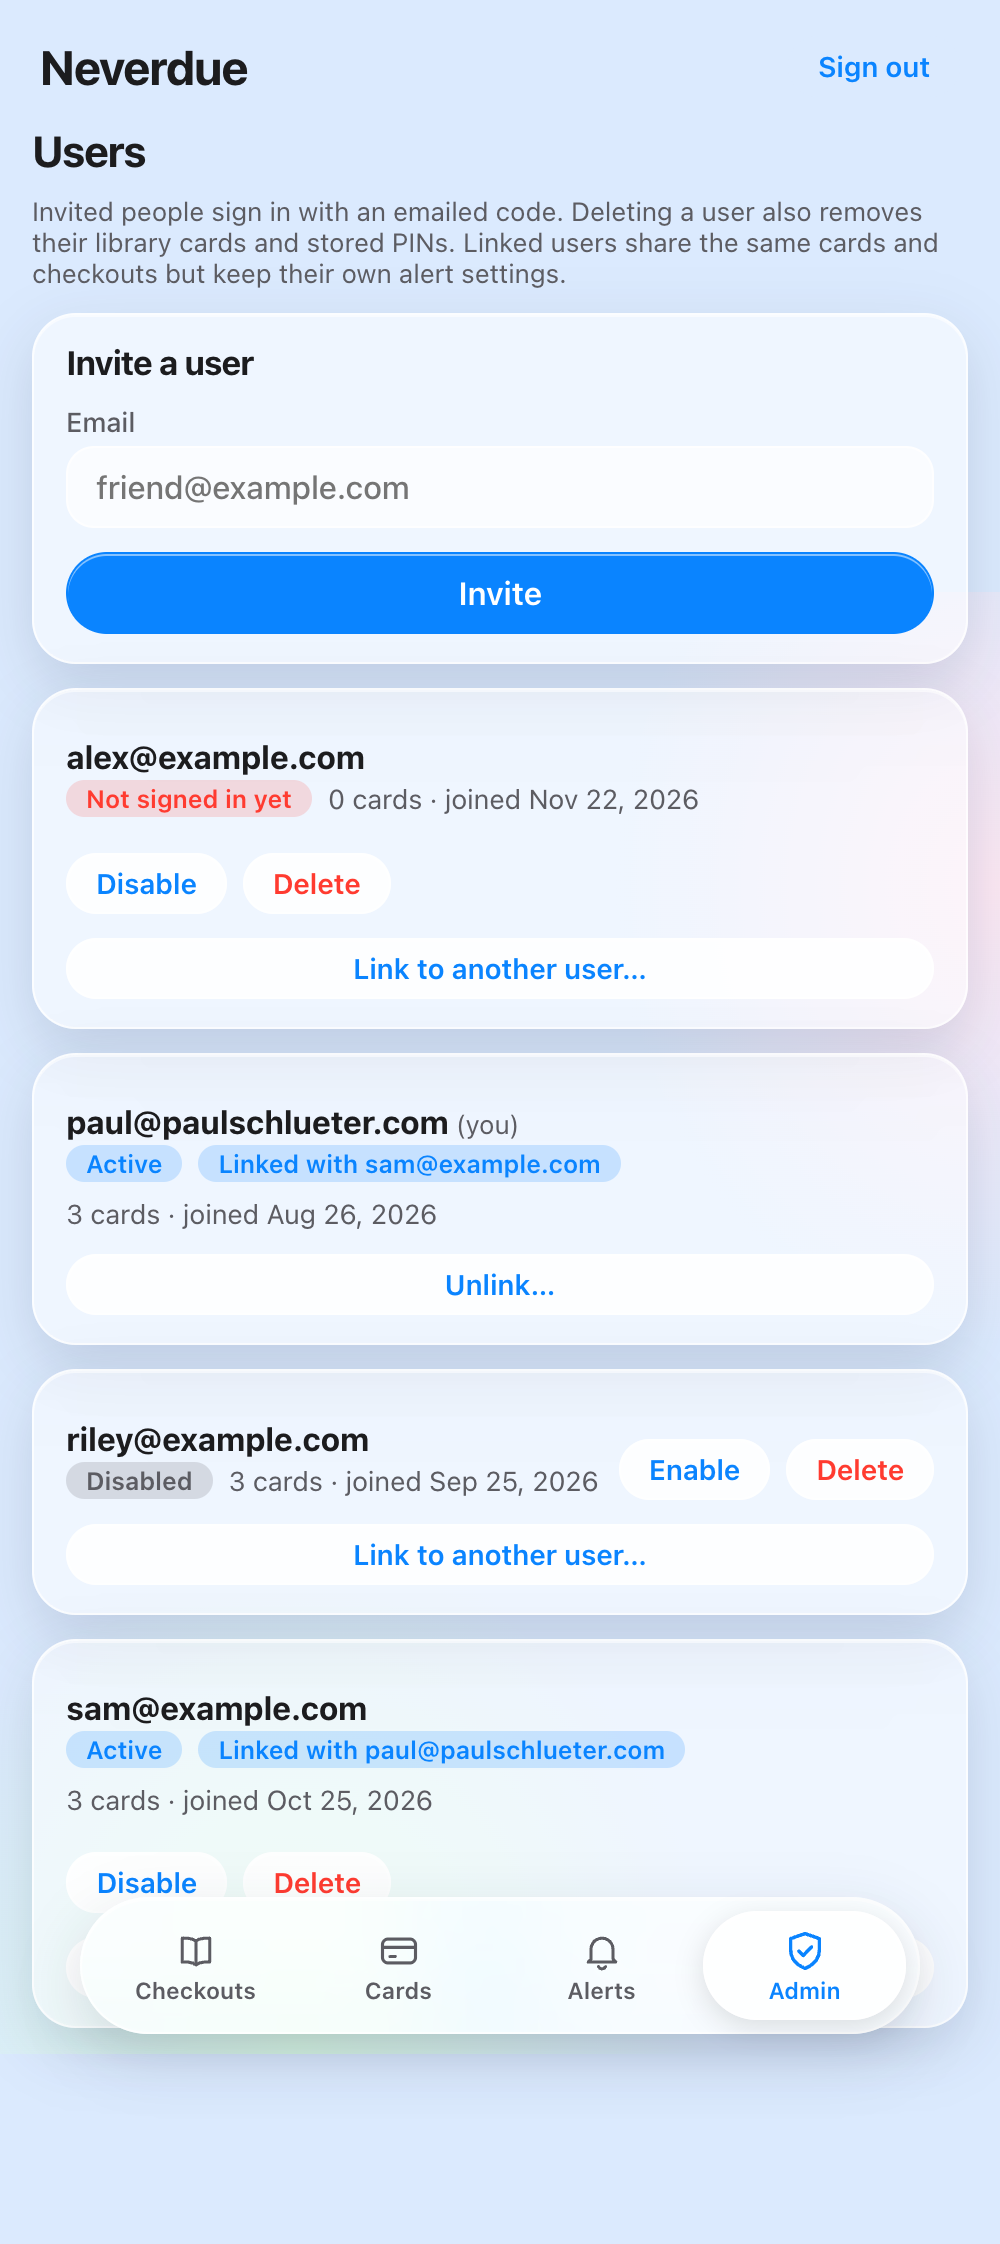 Neverdue
Sign out
Users
Invited people sign in with an emailed code. Deleting a user also removes
their library cards and stored PINs. Linked users share the same cards and
checkouts but keep their own alert settings.
Invite a user
Email
friend@example.com
Invite
alex@example.com
Not signed in yet 0 cards · joined Nov 22, 2026
Disable Delete
Link to another user...
paul@paulschlueter.com (you)
Active Linked with sam@example.com
3 cards · joined Aug 26, 2026
Unlink...
riley@example.com
Disabled 3 cards · joined Sep 25, 2026
Enable Delete
Link to another user...
sam@example.com
Active Linked with paul@paulschlueter.com
3 cards · joined Oct 25, 2026
Disable Delete
Checkouts Cards Alerts Admin